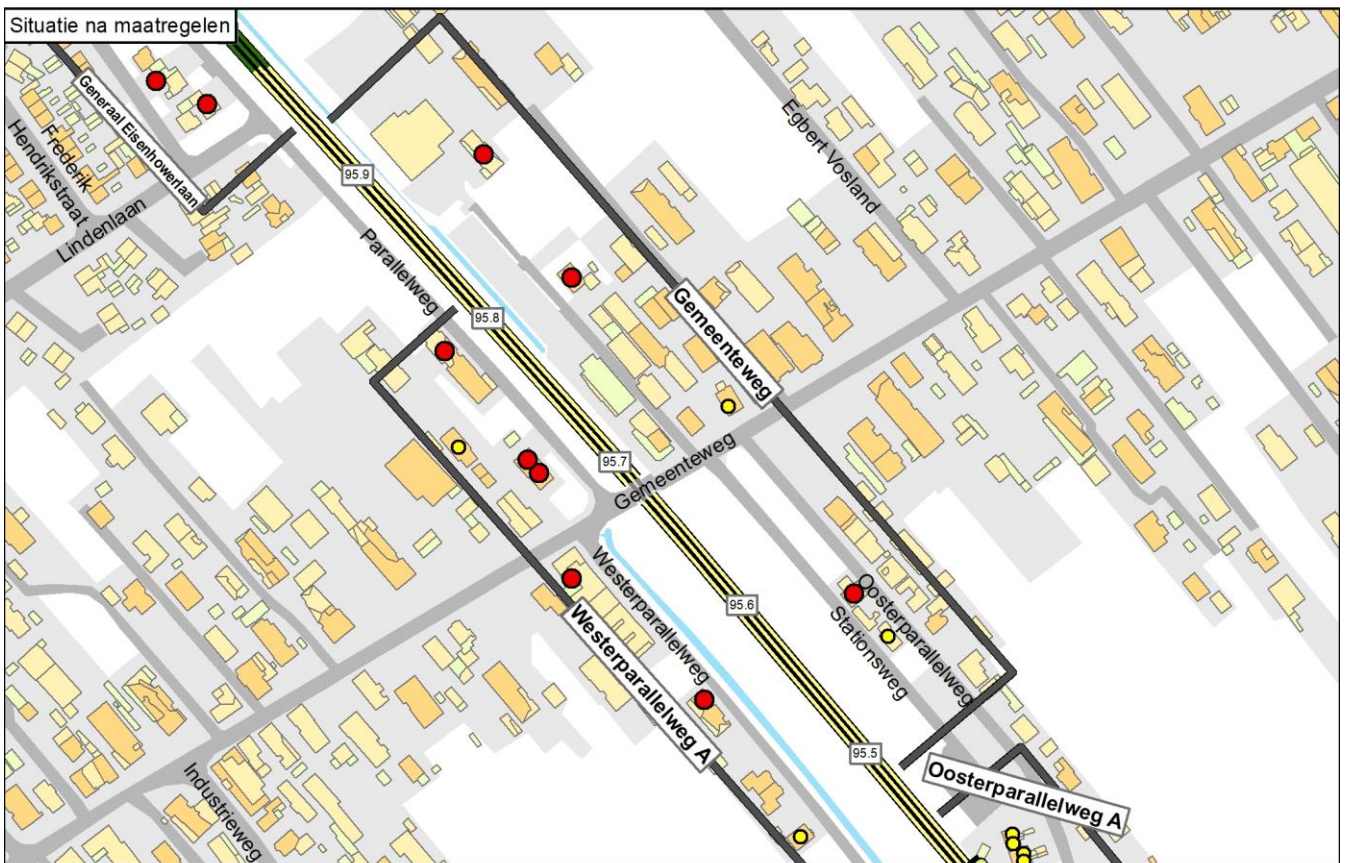 Situatie na maatregelen
Generaal Eisenhowerlaan
Frederik
Hendrikstraat
Lindenlaan
95.9
Parallelweg
Egbert Vosland
95.8
Gemeenteweg
95.7
Gemeenteweg
Westerparallelweg
95.6
Oosterparallelweg
Stationsweg
Westerparallelweg A
95.5
Oosterparallelweg A
Industrieweg